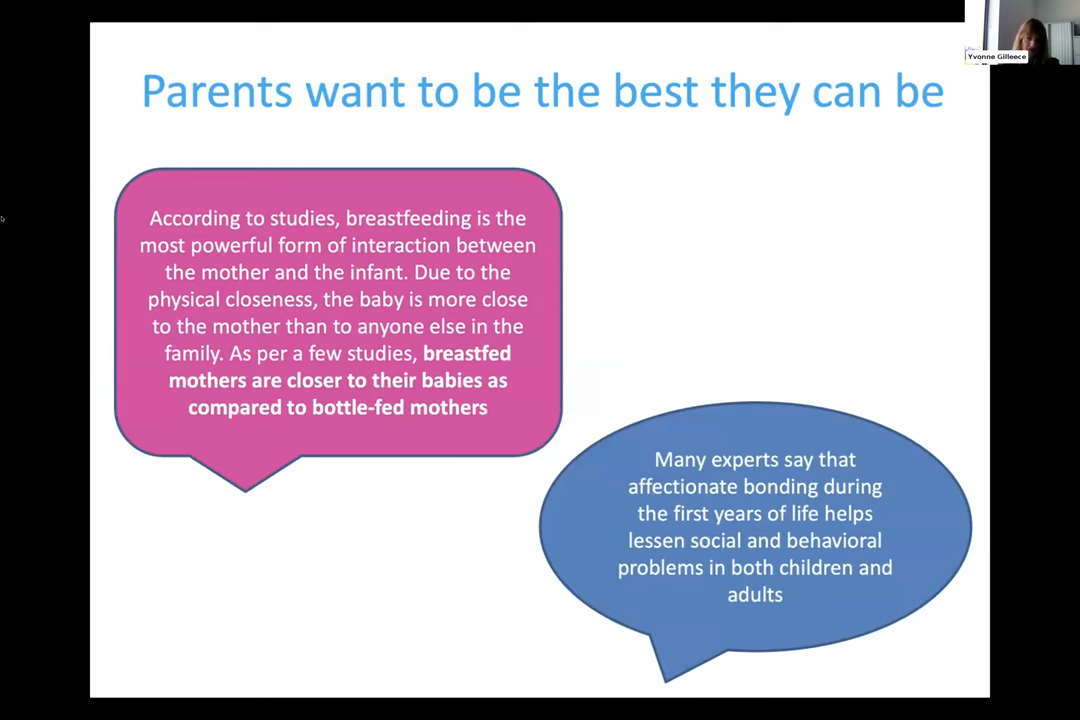 Yvonne Gilleece
Parents want to be the best they can be
According to studies, breastfeeding is the
most powerful form of interaction between
the mother and the infant. Due to the
physical closeness, the baby is more close
to the mother than to anyone else in the
family. As per a few studies, breastfed
mothers are closer to their babies as
compared to bottle-fed mothers
Many experts say that
affectionate bonding during
the first years of life helps
lessen social and behavioral
problems in both children and
adults